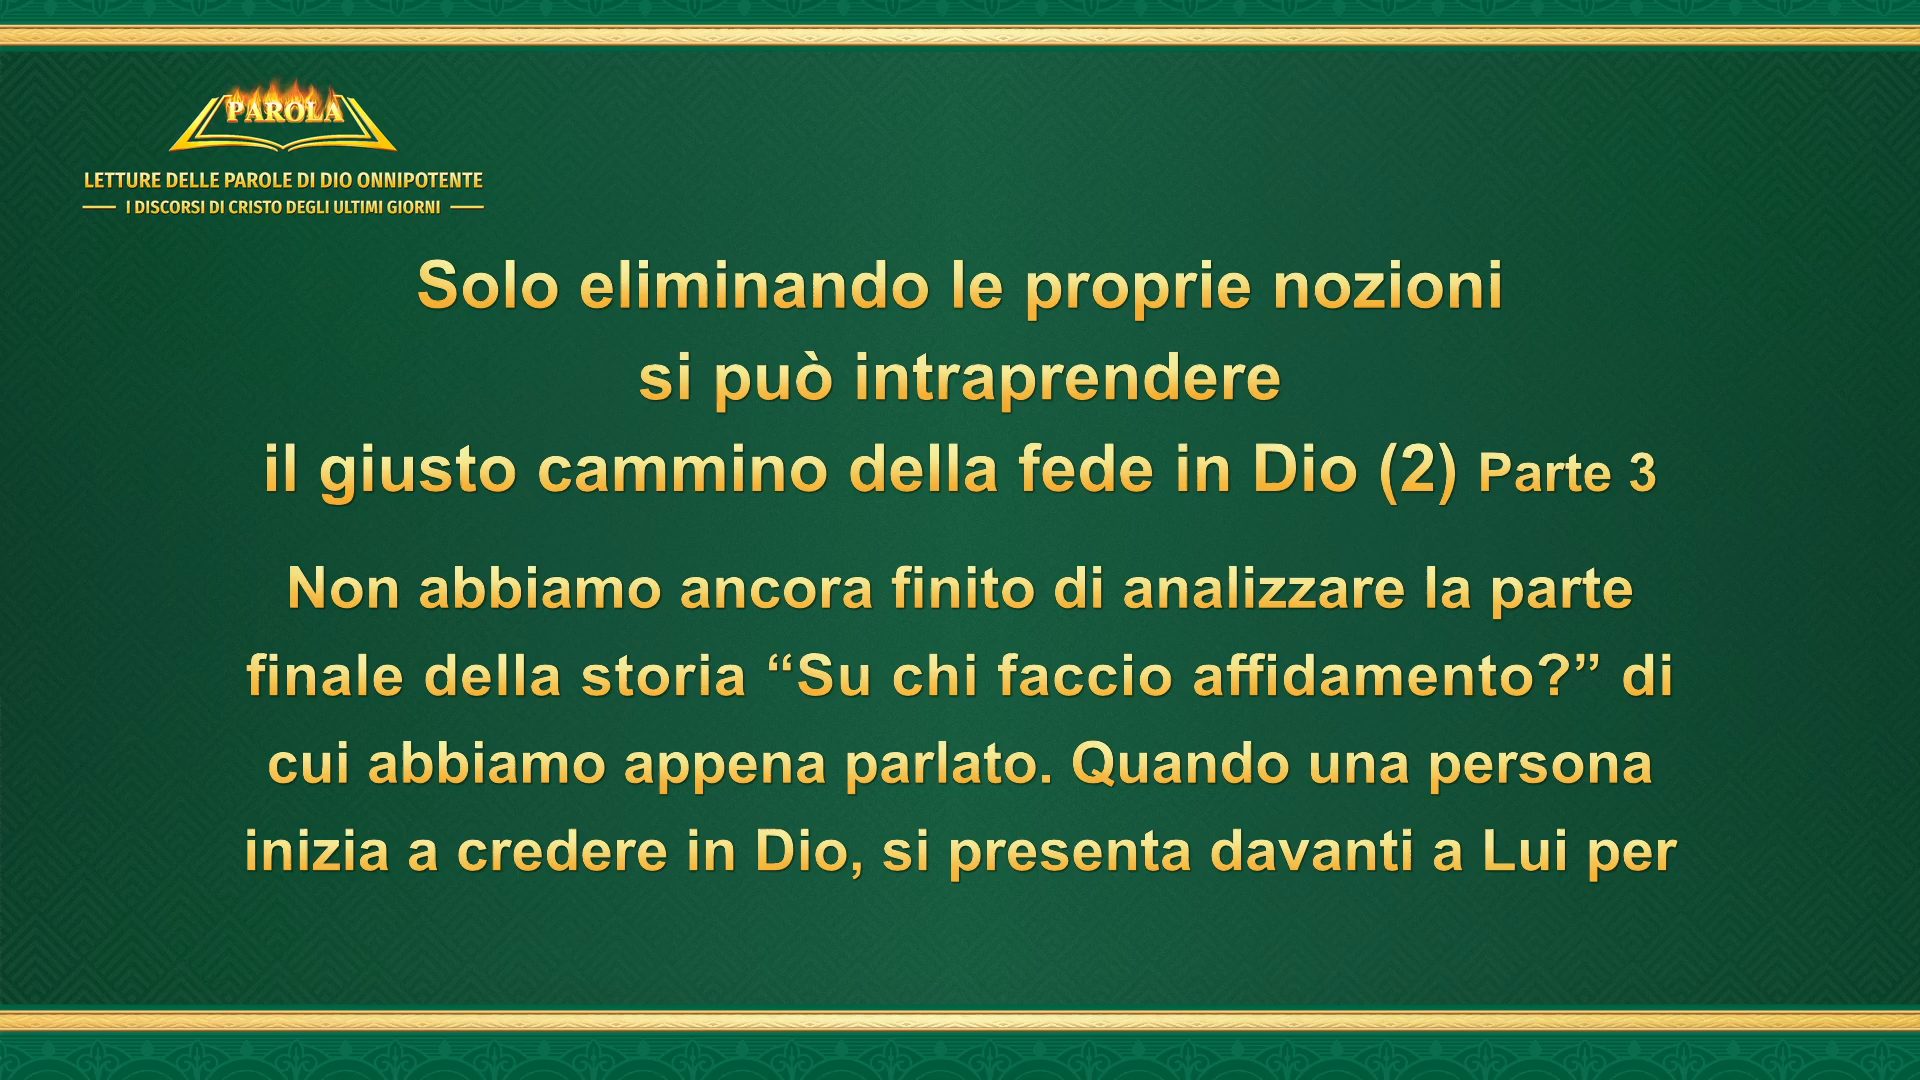 PAROLA
LETTURE DELLE PAROLE DI DIO ONNIPOTENTE
I DISCORSI DI CRISTO DEGLI ULTIMI GIORNI
Solo eliminando le proprie nozioni
si può intraprendere
il giusto cammino della fede in Dio (2) Parte 3
Non abbiamo ancora finito di analizzare la parte
finale della storia “Su chi faccio affidamento?” di
cui abbiamo appena parlato. Quando una persona
inizia a credere in Dio, si presenta davanti a Lui per